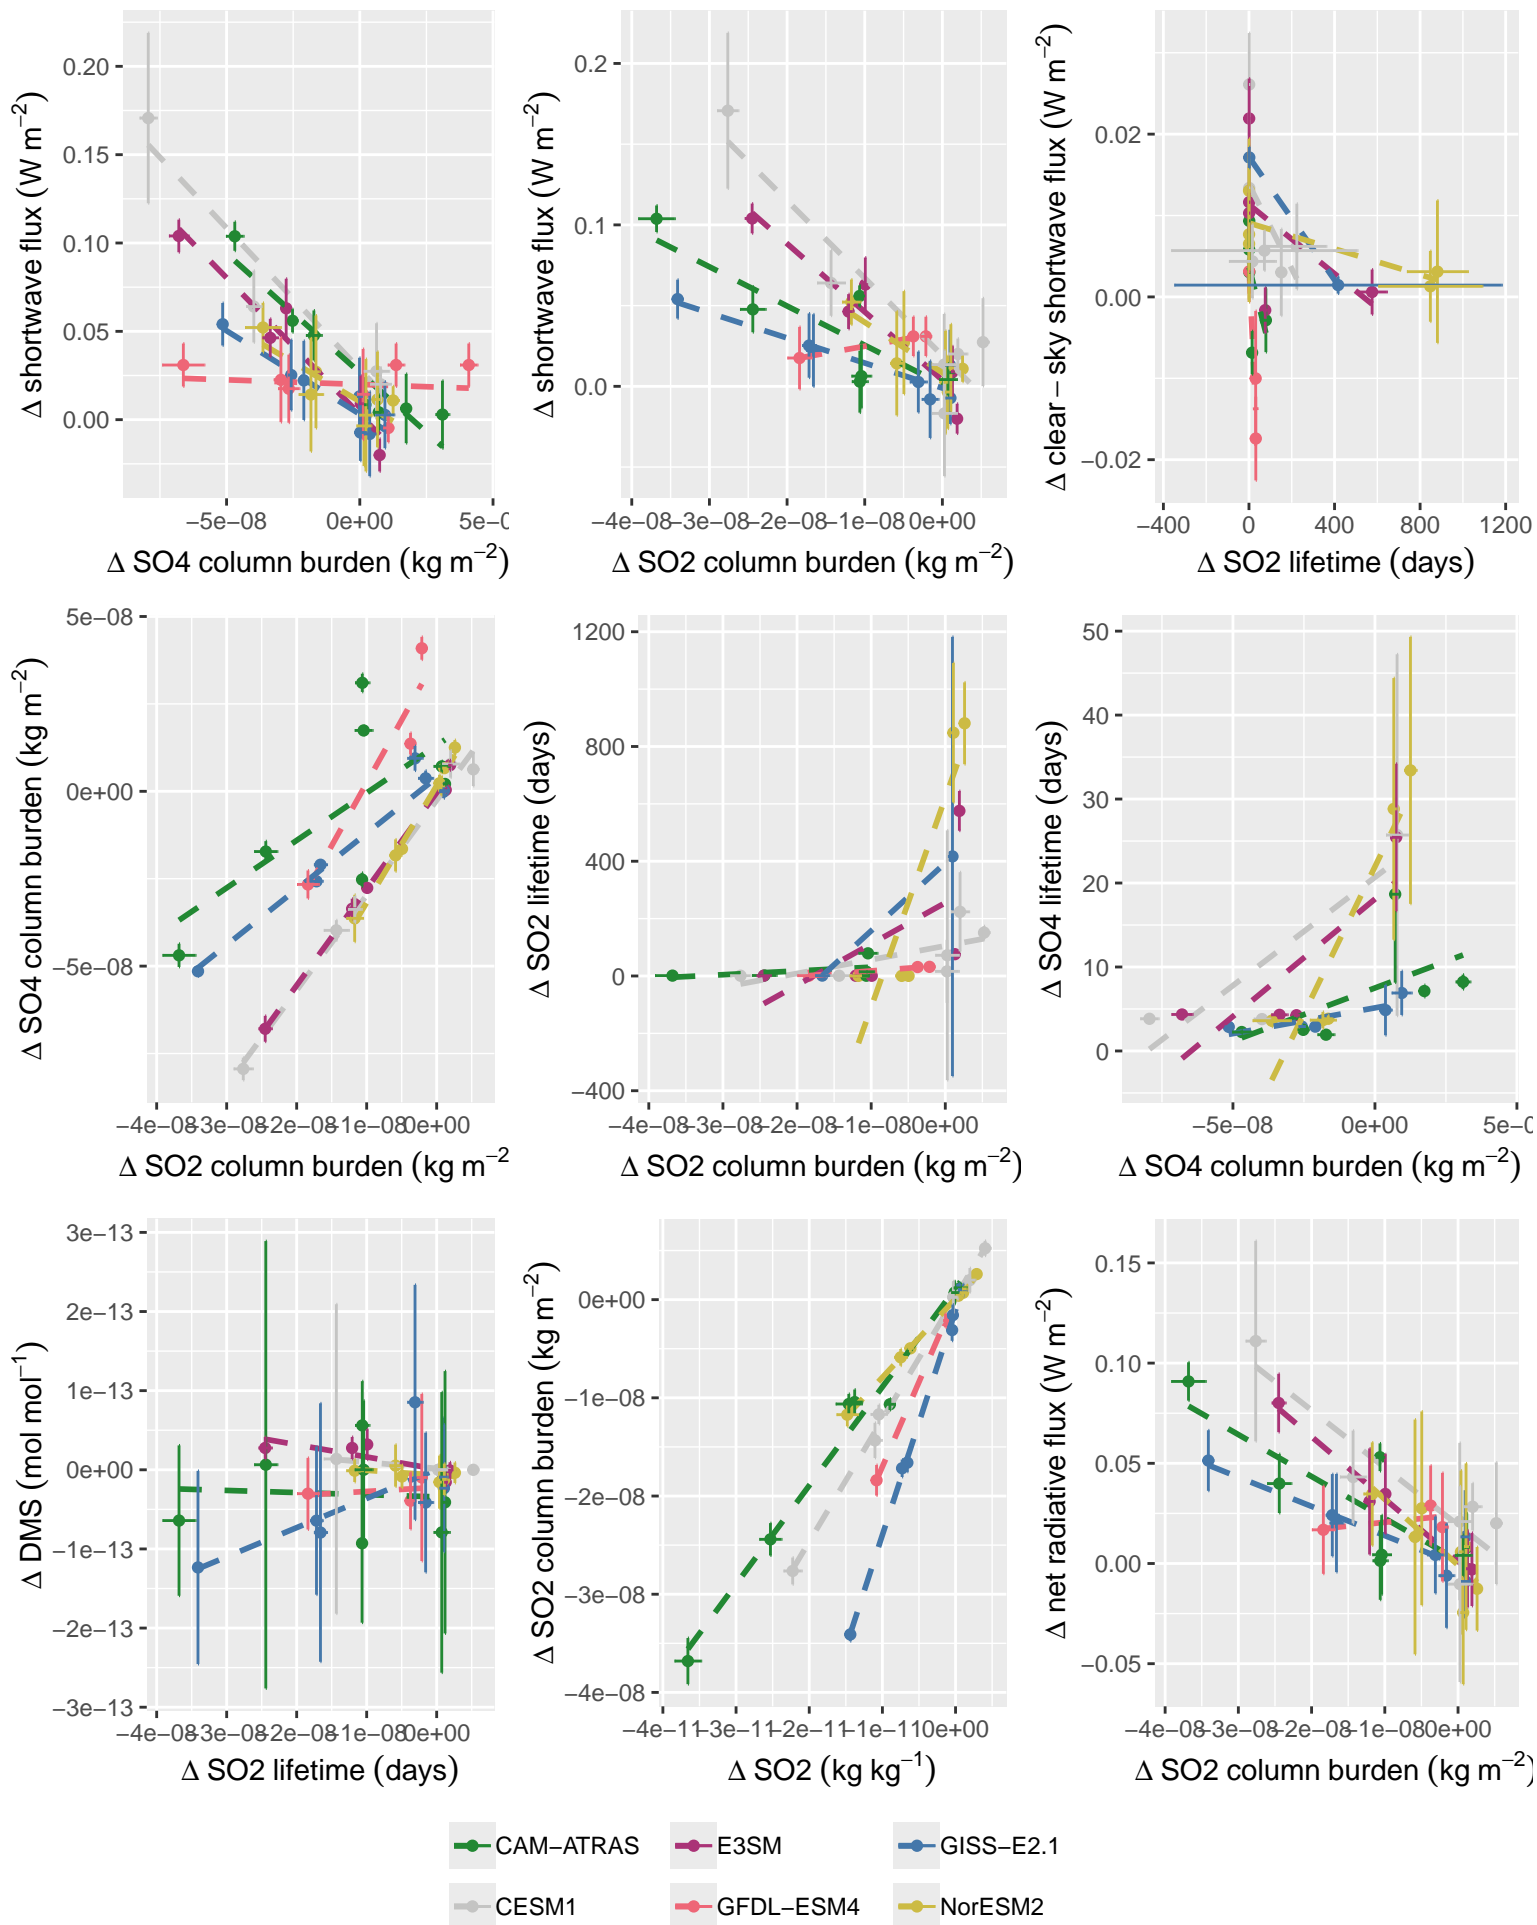 Δ shortwave flux (W m−2)
0.20
0.15
0.10
0.05
0.00
−5e−08 0e+00 5e−0
Δ SO4 column burden (kg m−2)
Δ shortwave flux (W m−2)
0.2
0.1
0.0
−4e−08 −3e−08 −2e−08 −1e−08 0e+00
Δ SO2 column burden (kg m−2)
Δ clear − sky shortwave flux (W m−2)
0.02
0.00
−0.02
−400 0 400 800 1200
Δ SO2 lifetime (days)
Δ SO4 column burden (kg m−2)
5e−08
0e+00
−5e−08
−4e−08 −3e−08 −2e−08 −1e−08 0e+00
Δ SO2 column burden (kg m−2
Δ SO2 lifetime (days)
1200
800
400
0
−400
−4e−08 −3e−08 −2e−08 −1e−08 0e+00
Δ SO2 column burden (kg m−2)
Δ SO4 lifetime (days)
50
40
30
20
10
0
−5e−08 0e+00 5e−0
Δ SO4 column burden (kg m−2)
Δ DMS (mol mol−1)
3e−13
2e−13
1e−13
0e+00
−1e−13
−2e−13
−3e−13
−4e−08 −3e−08 −2e−08 −1e−08 0e+00
Δ SO2 lifetime (days)
Δ SO2 column burden (kg m−2)
0e+00
−1e−08
−2e−08
−3e−08
−4e−08
−4e−11 −3e−11 −2e−11 −1e−11 0e+00
Δ SO2 (kg kg−1)
Δ net radiative flux (W m−2)
0.15
0.10
0.05
0.00
−0.05
−4e−08 −3e−08 −2e−08 −1e−08 0e+00
Δ SO2 column burden (kg m−2)
CAM−ATRAS E3SM GISS−E2.1
CESM1 GFDL−ESM4 NorESM2